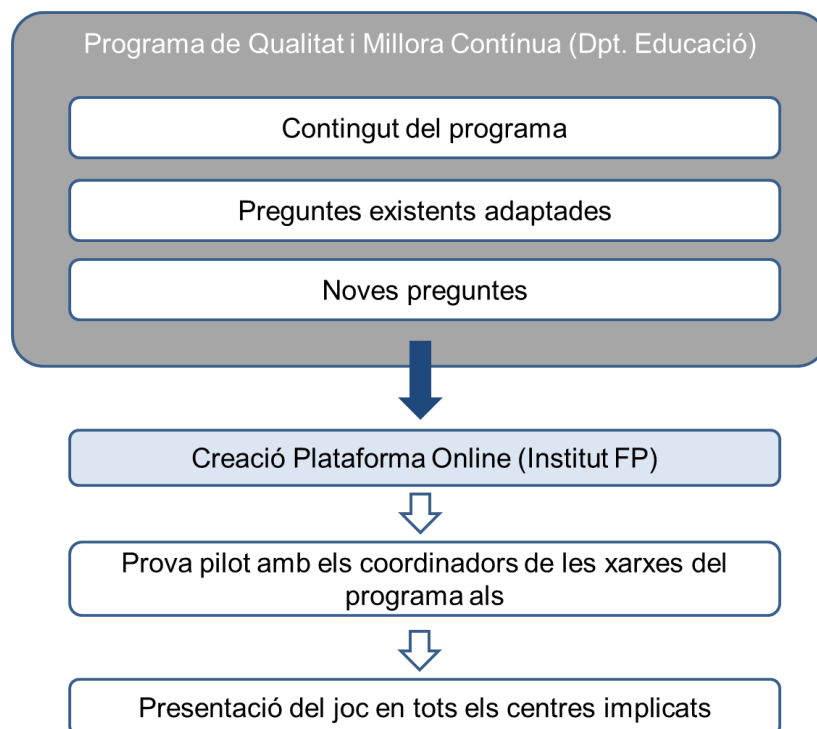 Programa de Qualitat i Millora Contínua (Dpt. Educació)
Contingut del programa
Preguntes existents adaptades
Noves preguntes
Creació Plataforma Online (Institut FP)
Prova pilot amb els coordinadors de les xarxes del
programa als
Presentació del joc en tots els centres implicats